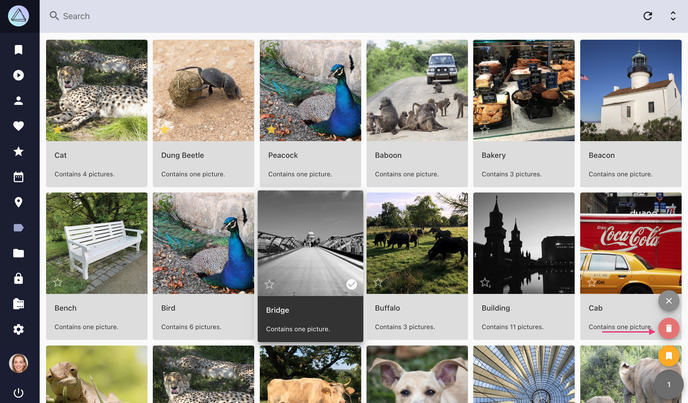 Search
Cat
Contains 4 pictures.
Dung Beetle
Contains one picture.
Peacock
Contains one picture.
Baboon
Contains one picture.
Bakery
Contains 3 pictures.
Beacon
Contains one picture.
Bench
Contains one picture.
Bird
Contains 6 pictures.
Bridge
Contains one picture.
Buffalo
Contains 3 pictures.
Building
Contains 11 pictures.
Coca-Cola
Cab
Contains one picture.
1